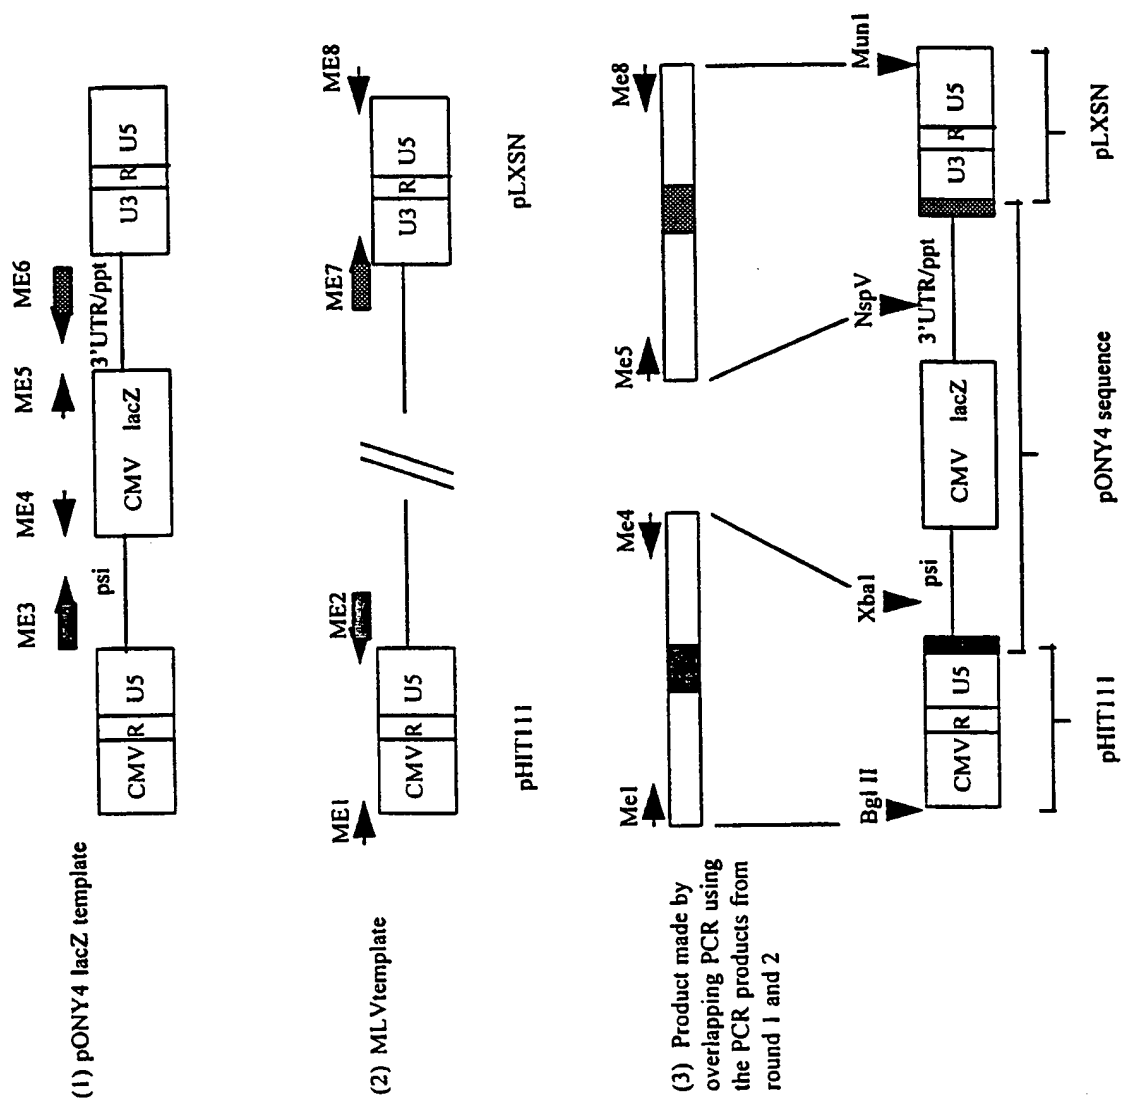 (1) pONY4 lacZ template
ME3 ME4 ME5 ME6
CMV R U5 psi CMV lacZ 3'UTR/ppt U3 R U5
(2) MLVtemplate
ME1 ME2 ME7 ME8
CMV R U5 U3 R U5
pHIT111 pLXSN
(3) Product made by
overlapping PCR using
the PCR products from
round 1 and 2
Me1 Me4 Me5 Me8
Bgl II XbaI NspV MunI
CMV R U5 psi CMV lacZ 3'UTR/ppt U3 R U5
pHIT111 pONY4 sequence pLXSN